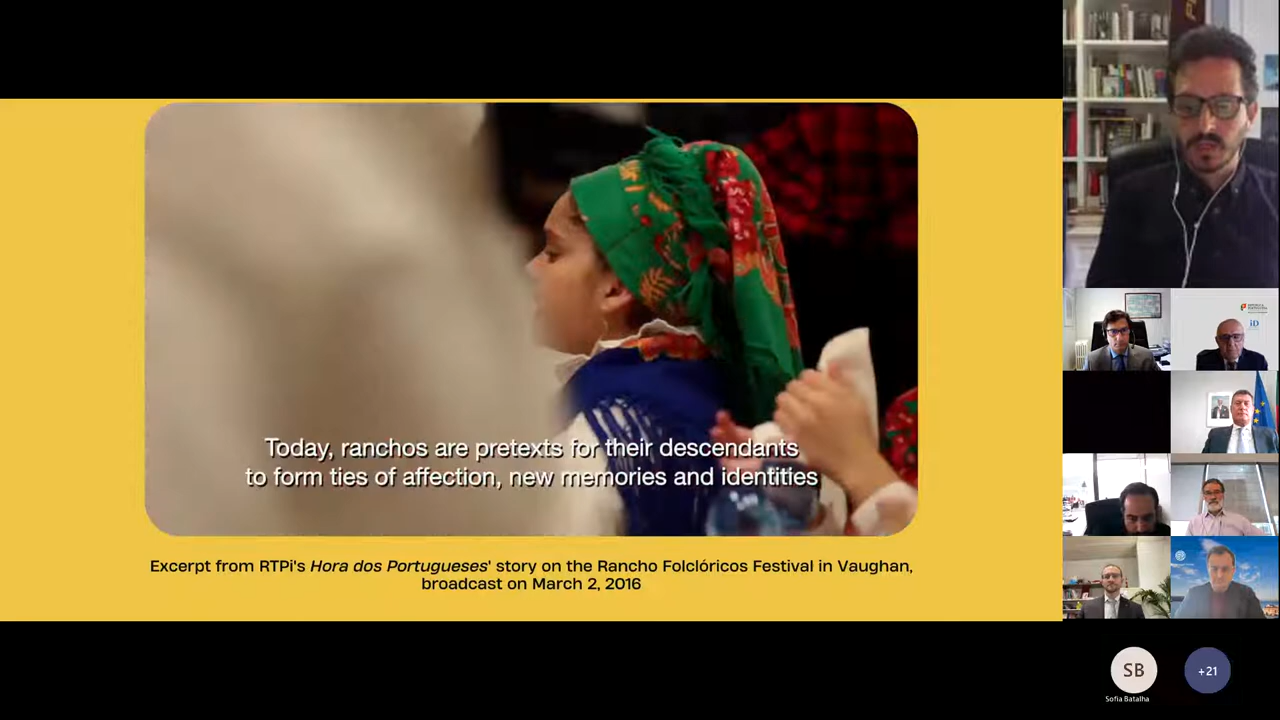 Today, ranchos are pretexts for their descendants
to form ties of affection, new memories and identities
Excerpt from RTPi's Hora dos Portugueses' story on the Rancho Folclóricos Festival in Vaughan,
broadcast on March 2, 2016
iD
SB
+21
Sofia Batalha